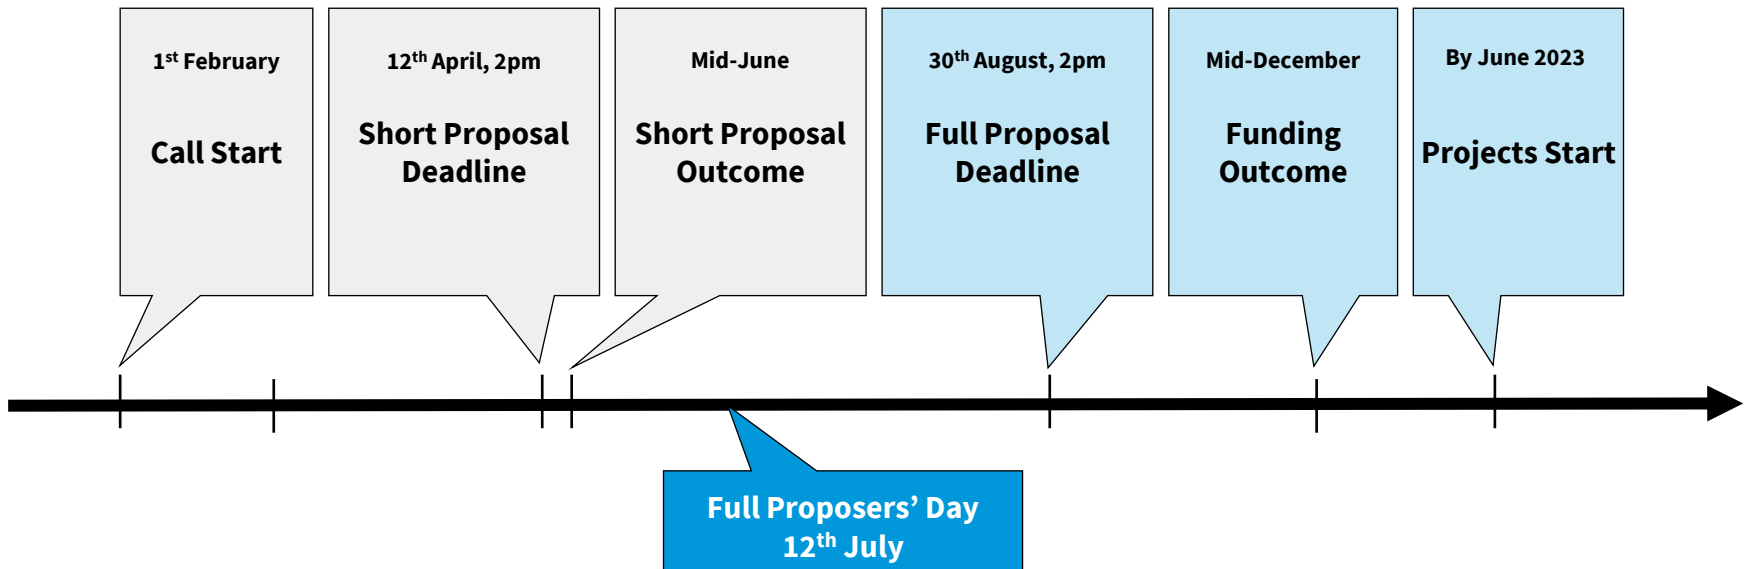 1st February
Call Start
12th April, 2pm
Short Proposal
Deadline
Mid-June
Short Proposal
Outcome
30th August, 2pm
Full Proposal
Deadline
Mid-December
Funding
Outcome
By June 2023
Projects Start
Full Proposers’ Day
12th July